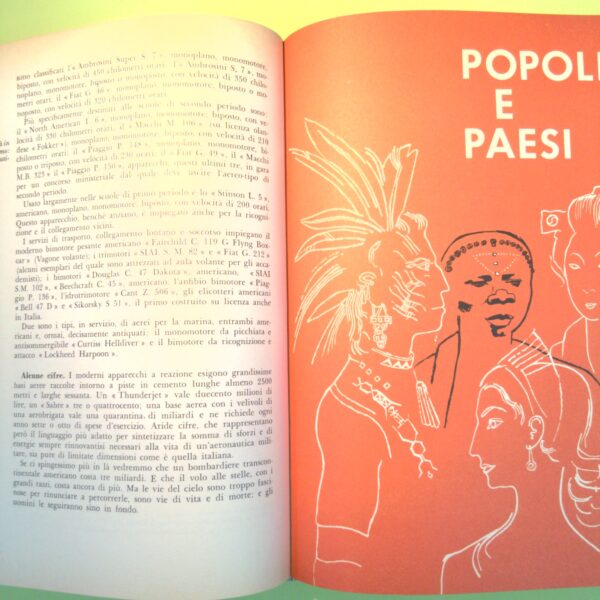 siano classificati l'« Ambrosini Super S. 7 », monoplano, monomotore,
biposto, con velocità di 450 chilometri orari, l'« Ambrosini S. 7 », mo-
noplano, monomotore, biposto o monoposto, con velocità di 350 chilo-
metri orari, il « Fiat G. 46 », monoplano, monomotore, biposto o mo-
noposto, con velocità di 320 chilometri orari.
Più specificamente destinati alle scuole di secondo periodo sono:
il « North American T. 6 », monoplano, monomotore, biposto, con ve-
locità di 330 chilometri orari, il « Macchi M. 416 » (su licenza olan-
dese « Fokker »), monoplano, monomotore, biposto, con velocità di 210
chilometri orari, il « Piaggio P. 148 », monoplano, monomotore, bi-
posto o triposto, con velocità di 230 orari, il « Fiat G. 49 », il « Macchi
M.B. 323 » il « Piaggio P. 150 », apparecchi, questi ultimi tre, in gara
per un concorso ministeriale dal quale deve uscire l'aereo-tipo di
secondo periodo.
Usato largamente nelle scuole di primo periodo è lo « Stinson L. 5 »,
americano, monoplano, monomotore, biposto, con velocità di 200 orari.
Questo apparecchio, benché anziano, è impiegato anche per la ricogni-
zione e il collegamento vicini.
I servizi di trasporto, collegamento lontano e soccorso impiegano il
moderno bimotore pesante americano « Fairchild C. 119 G Flyng Box-
car » (Vagone volante); i trimotori « SIAI S. M. 82 » e « Fiat G. 212 »
(alcuni esemplari del quale sono attrezzati ad aula volante per gli acca-
demisti); i bimotori « Douglas C. 47 Dakota », americano, « SIAI
S.M. 102 », « Beechcraft C. 45 », americano, l'anfibio bimotore « Piag-
gio P. 136 », l'idrotrimotore « Cant Z. 506 », gli elicotteri americani
« Bell 47 D » e « Sikorsky S 51 », il primo costruito su licenza anche
in Italia.
Due sono i tipi, in servizio, di aerei per la marina, entrambi ame-
ricani e, ormai, decisamente antiquati: il monomotore da picchiata e
antisommergibile « Curtiss Helldiver » e il bimotore da ricognizione e
attacco « Lockheed Harpoon ».
Alcune cifre. I moderni apparecchi a reazione esigono grandissime
basi aeree raccolte intorno a piste in cemento lunghe almeno 2500
metri e larghe sessanta. Un « Thunderjet » vale duecento milioni di
lire, un « Sabre » tre o quattrocento; una base aerea con i velivoli di
una aerobrigata vale una quarantina di miliardi e ne richiede ogni
anno sette o otto di spese d'esercizio. Aride cifre, che rappresentano
però il linguaggio più adatto per sintetizzare la somma di sforzi e di
energie sempre rinnovantisi necessari alla vita di un'aeronautica mili-
tare, sia pure di limitate dimensioni come è quella italiana.
Se ci spingessimo più in là vedremmo che un bombardiere transcon-
tinentale americano costa tre miliardi. E che il volo alle stelle, con i
grandi razzi, costa ancora di più. Ma le vie del cielo sono troppo fasci-
nose per rinunciare a percorrerle, sono vie di vita e di morte: e gli
uomini le seguiranno sino in fondo.
POPOLI
E
PAESI